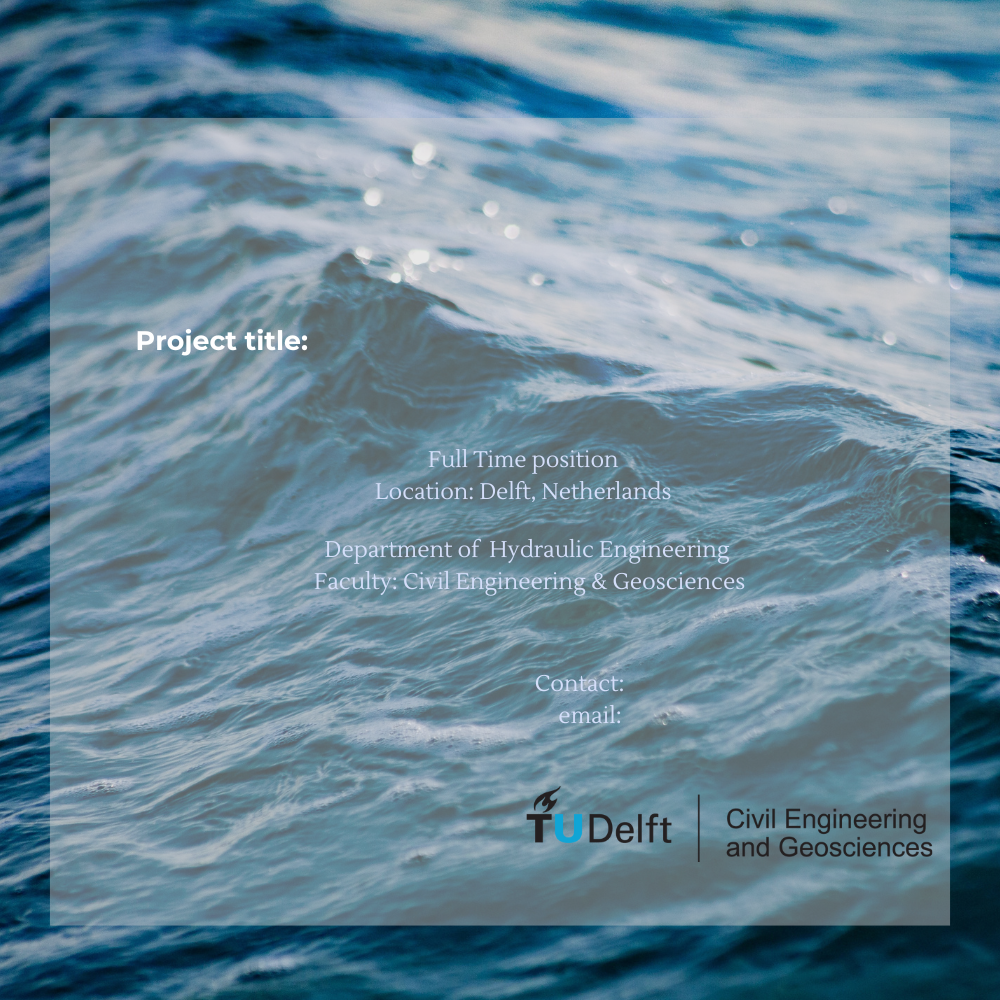 Project title:
Full Time position
Location: Delft, Netherlands
Department of Hydraulic Engineering
Faculty: Civil Engineering & Geosciences
Contact:
email:
TUDelft
Civil Engineering
and Geosciences